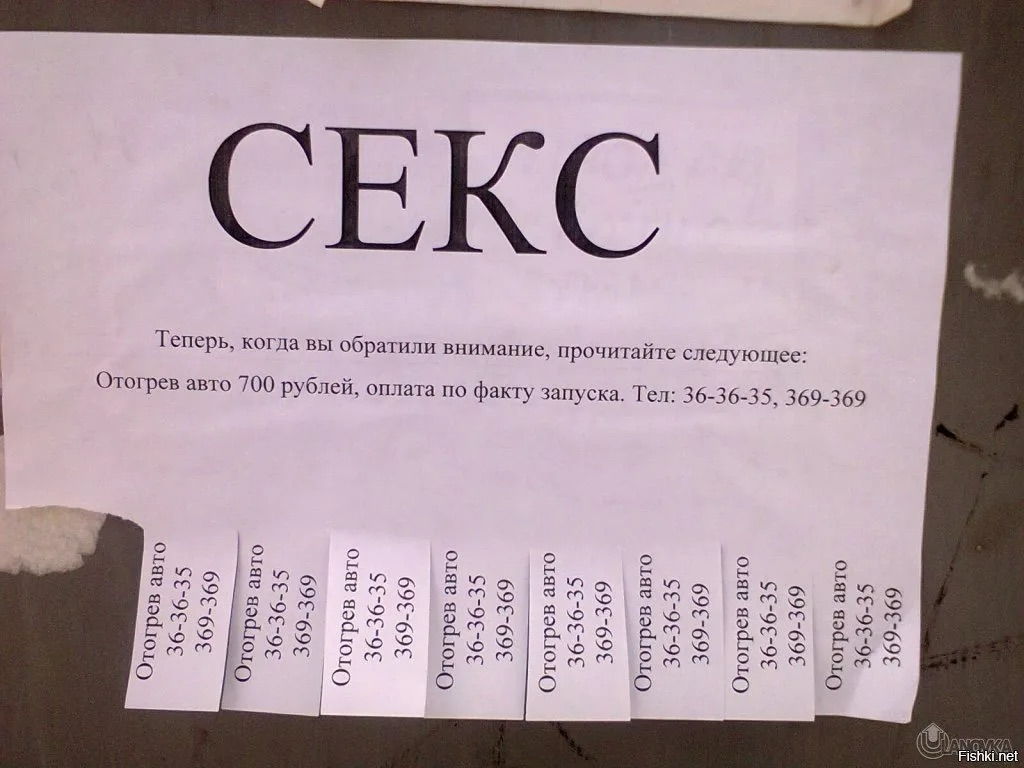 СЕКС
Теперь, когда вы обратили внимание, прочитайте следующее:
Отогрев авто 700 рублей, оплата по факту запуска. Тел: 36-36-35, 369-369
Отогрев авто
36-36-35
369-369
Отогрев авто
36-36-35
369-369
Отогрев авто
36-36-35
369-369
Отогрев авто
36-36-35
369-369
Отогрев авто
36-36-35
369-369
Отогрев авто
36-36-35
369-369
Отогрев авто
36-36-35
369-369
Отогрев авто
36-36-35
369-369
Fishki.net